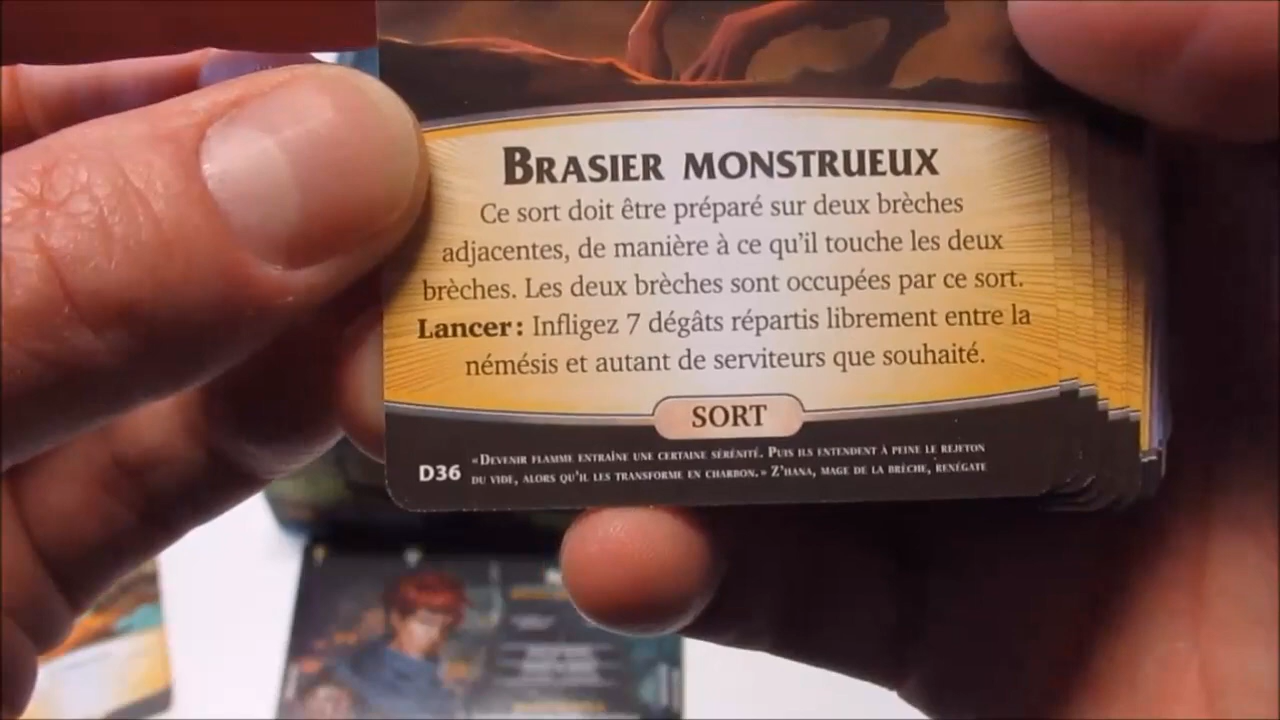 BRASIER MONSTRUEUX
Ce sort doit être préparé sur deux brèches
adjacentes, de manière à ce qu'il touche les deux
brèches. Les deux brèches sont occupées par ce sort.
Lancer : Infligez 7 dégâts répartis librement entre la
némésis et autant de serviteurs que souhaité.
SORT
D36
«DEVENIR FLAMME ENTRAÎNE UNE CERTAINE SÉRÉNITÉ. PUIS ILS ENTENDENT À PEINE LE REJETON
DU VIDE, ALORS QU'IL LES TRANSFORME EN CHARBON.» Z'HANA, MAGE DE LA BRÈCHE, RENÉGATE